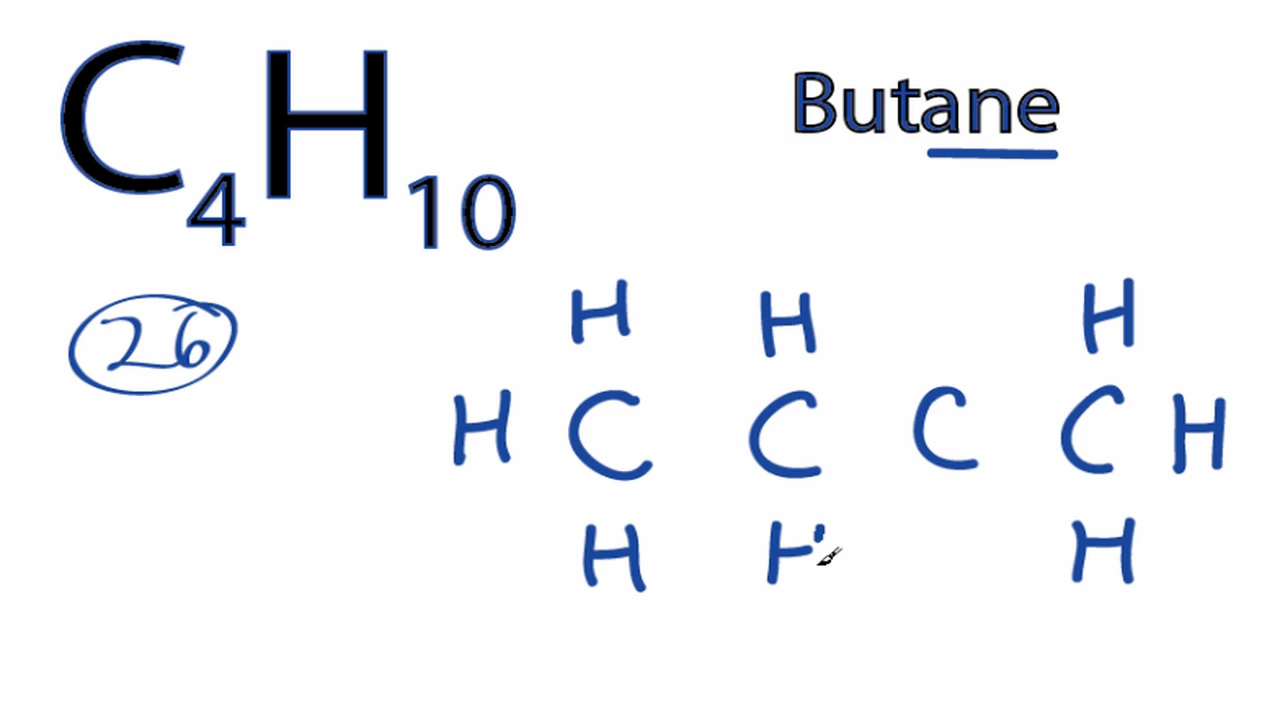 C4H10
Butane
26
H H H
H C C C C H
H H H